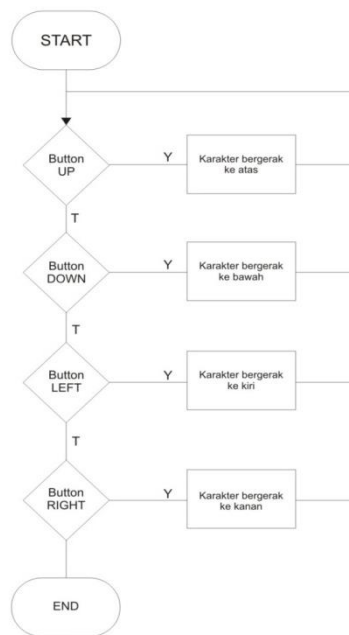 START
Button
UP
Y
Karakter bergerak
ke atas
T
Button
DOWN
Y
Karakter bergerak
ke bawah
T
Button
LEFT
Y
Karakter bergerak
ke kiri
T
Button
RIGHT
Y
Karakter bergerak
ke kanan
END